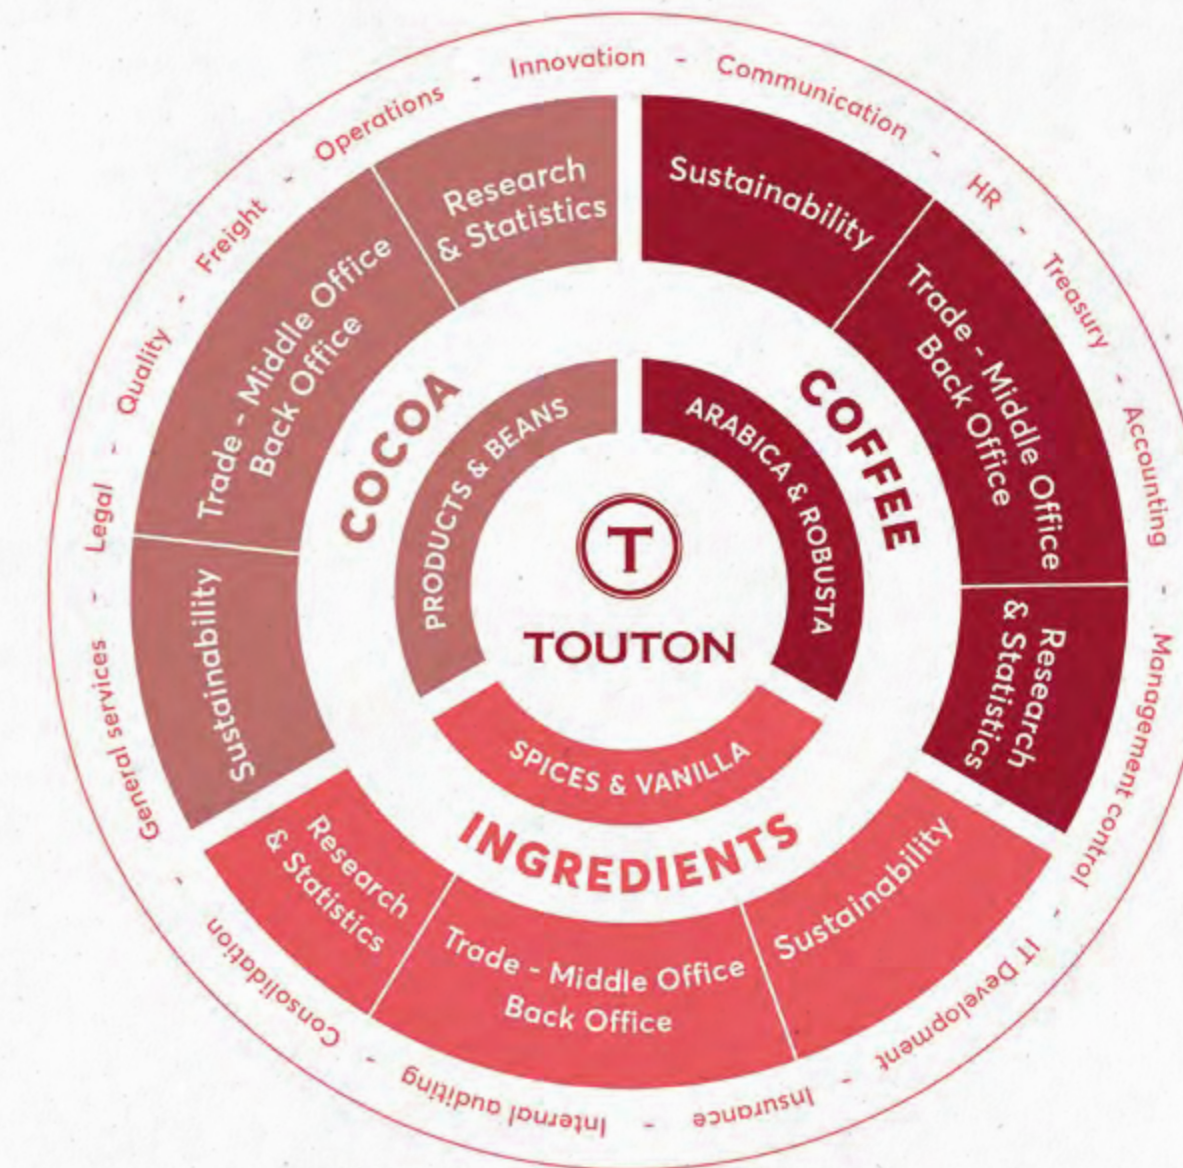 Innovation - Communication - HR - Treasury - Accounting - Management control - IT Development - Insurance - Internal auditing - Consolidation - General services - Legal - Quality - Freight - Operations -
Research
& Statistics
Trade - Middle Office
Back Office
Sustainability
COCOA
PRODUCTS & BEANS
Sustainability
Trade - Middle Office
Back Office
Research
& Statistics
COFFEE
ARABICA & ROBUSTA
T
TOUTON
SPICES & VANILLA
INGREDIENTS
Research
& Statistics
Trade - Middle Office
Back Office
Sustainability